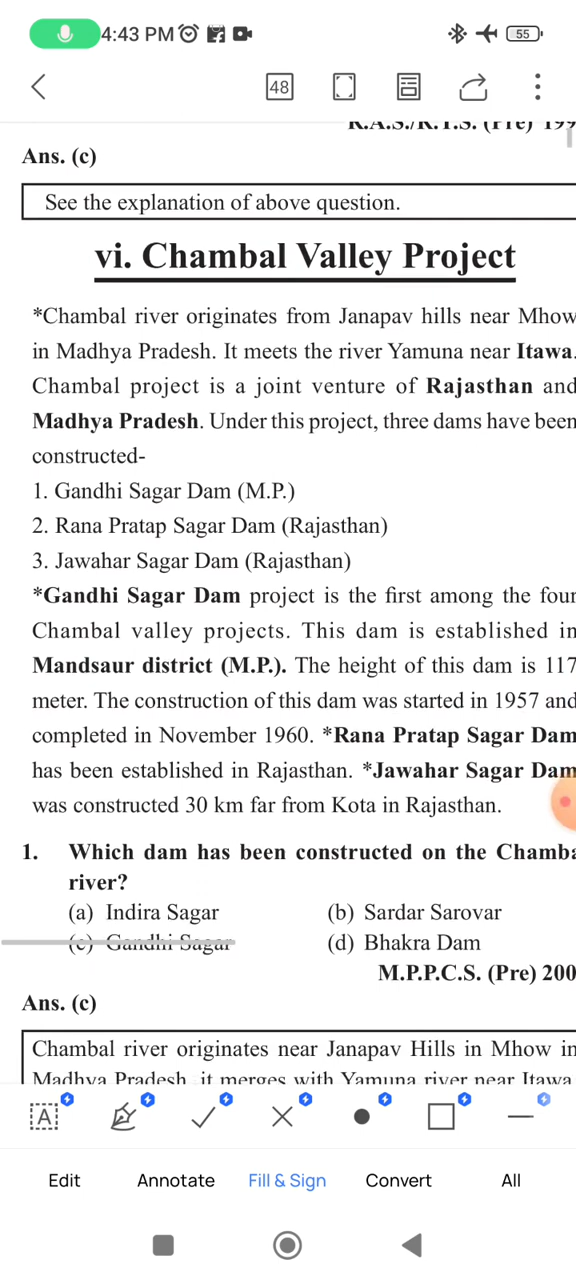 4:43 PM
55
48
R.A.S./R.T.S. (Pre) 199
Ans. (c)
See the explanation of above question.
vi. Chambal Valley Project
*Chambal river originates from Janapav hills near Mhow
in Madhya Pradesh. It meets the river Yamuna near Itawa.
Chambal project is a joint venture of Rajasthan and
Madhya Pradesh. Under this project, three dams have been
constructed-
1. Gandhi Sagar Dam (M.P.)
2. Rana Pratap Sagar Dam (Rajasthan)
3. Jawahar Sagar Dam (Rajasthan)
*Gandhi Sagar Dam project is the first among the four
Chambal valley projects. This dam is established in
Mandsaur district (M.P.). The height of this dam is 117
meter. The construction of this dam was started in 1957 and
completed in November 1960. *Rana Pratap Sagar Dam
has been established in Rajasthan. *Jawahar Sagar Dam
was constructed 30 km far from Kota in Rajasthan.
1. Which dam has been constructed on the Chamba
river?
(a) Indira Sagar (b) Sardar Sarovar
(c) Gandhi Sagar (d) Bhakra Dam
M.P.P.C.S. (Pre) 200
Ans. (c)
Chambal river originates near Janapav Hills in Mhow in
Madhya Pradesh, it merges with Yamuna river near Itawa
A
Edit Annotate Fill & Sign Convert All